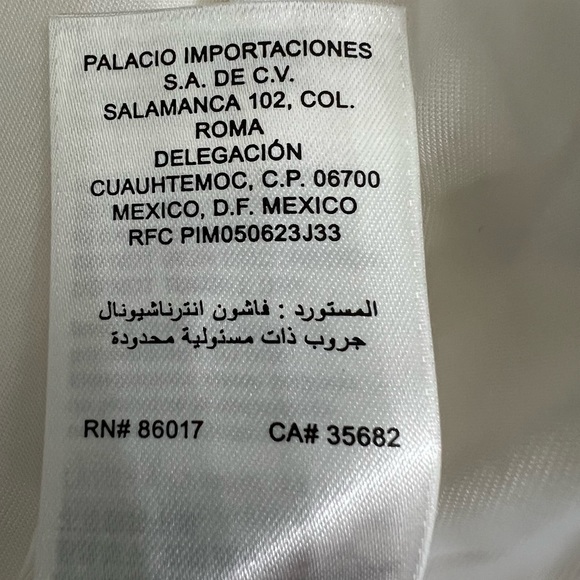 PALACIO IMPORTACIONES
S.A. DE C.V.
SALAMANCA 102, COL.
ROMA
DELEGACIÓN
CUAUHTEMOC, C.P. 06700
MEXICO, D.F. MEXICO
RFC PIM050623J33
المستورد : فاشون انترناشيونال
جروب ذات مسئولية محدودة
RN# 86017 CA# 35682